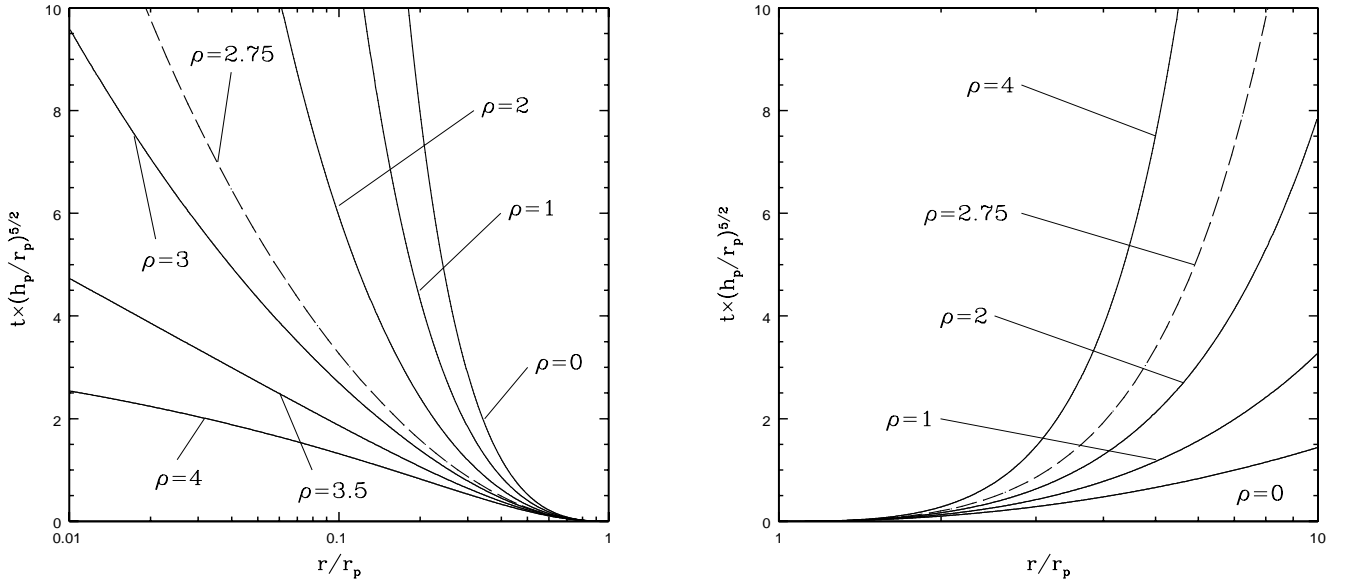 10
8
6
4
2
0
0.01
0.1
1
r/r_p
t×(h_p/r_p)^{5/2}
ρ=2.75
ρ=2
ρ=1
ρ=3
ρ=0
ρ=4
ρ=3.5
10
8
6
4
2
0
1
10
r/r_p
t×(h_p/r_p)^{5/2}
ρ=4
ρ=2.75
ρ=2
ρ=1
ρ=0